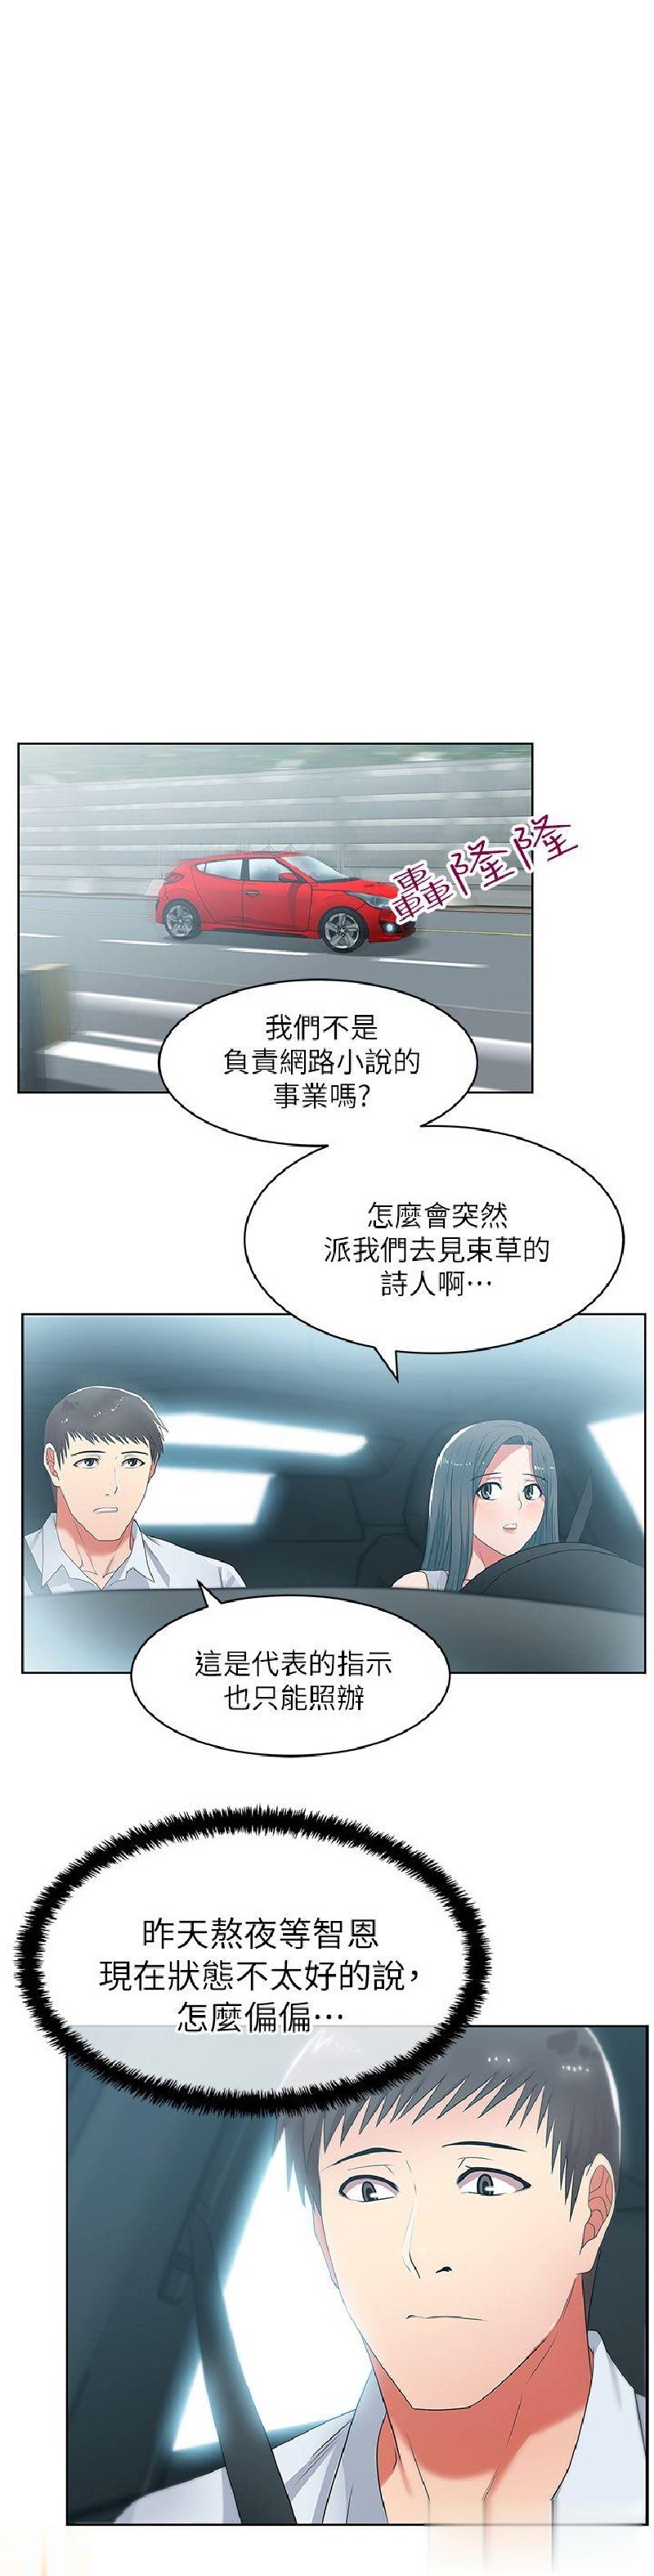 轟隆隆
我們不是
負責網路小說的
事業嗎?
怎麼會突然
派我們去見束草的
詩人啊…
這是代表的指示
也只能照辦
昨天熬夜等智恩
現在狀態不太好的說,
怎麼偏偏…